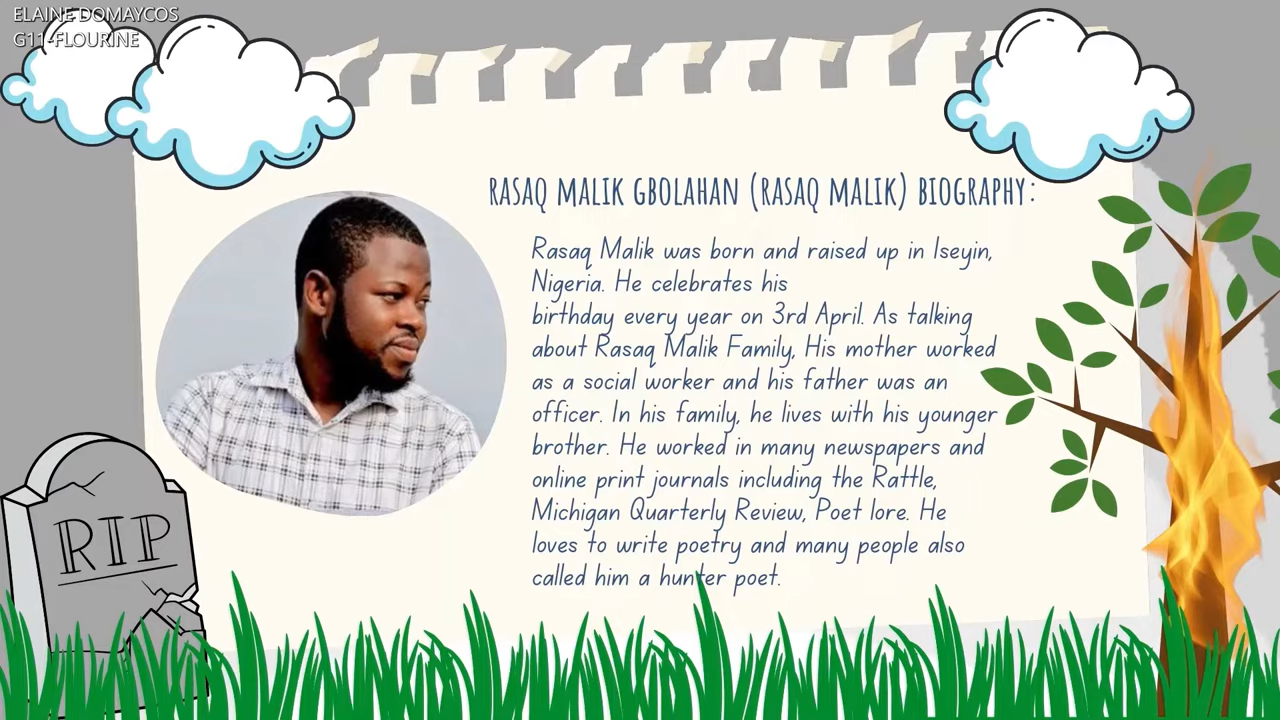 ELAINE DOMAYCOS
G11-FLOURINE
RASAQ MALIK GBOLAHAN (RASAQ MALIK) BIOGRAPHY:
Rasaq Malik was born and raised up in Iseyin,
Nigeria. He celebrates his
birthday every year on 3rd April. As talking
about Rasaq Malik Family, His mother worked
as a social worker and his father was an
officer. In his family, he lives with his younger
brother. He worked in many newspapers and
online print journals including the Rattle,
Michigan Quarterly Review, Poet lore. He
loves to write poetry and many people also
called him a hunter poet.
RIP